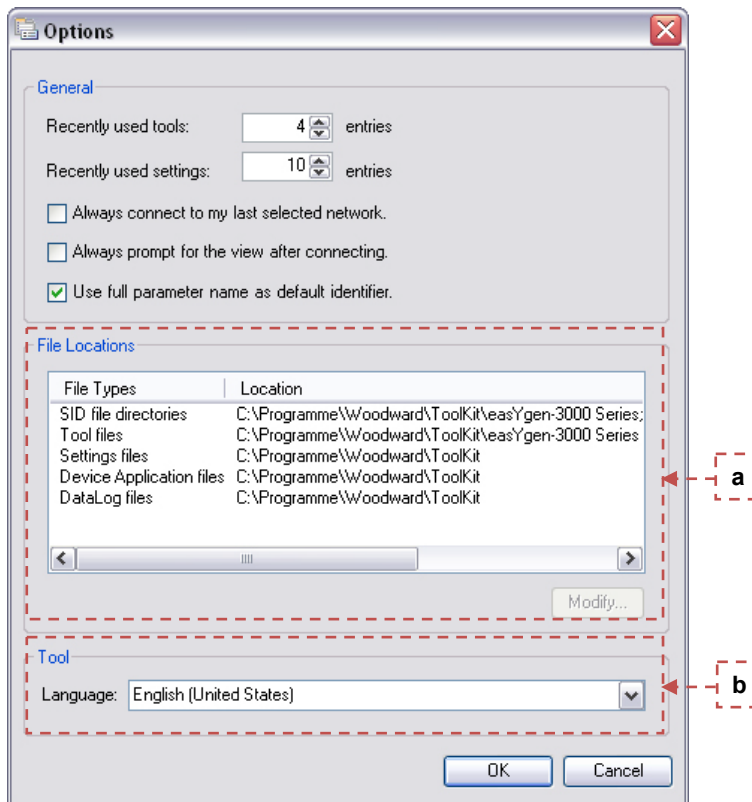 Options
General
Recently used tools: 4 entries
Recently used settings: 10 entries
Always connect to my last selected network.
Always prompt for the view after connecting.
Use full parameter name as default identifier.
File Locations
File Types Location
SID file directories C:\Programme\Woodward\ToolKit\easYgen-3000 Series;
Tool files C:\Programme\Woodward\ToolKit\easYgen-3000 Series
Settings files C:\Programme\Woodward\ToolKit
Device Application files C:\Programme\Woodward\ToolKit
DataLog files C:\Programme\Woodward\ToolKit
a
Modify...
Tool
Language: English (United States)
b
OK Cancel